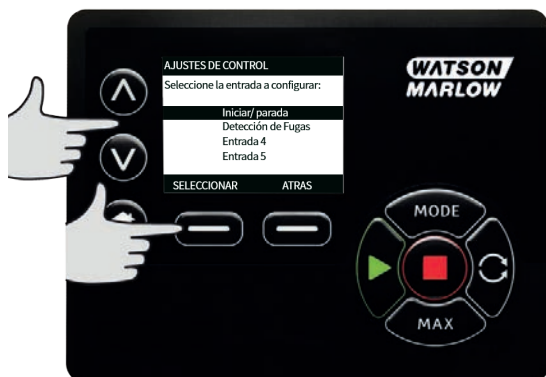 AJUSTES DE CONTROL
Seleccione la entrada a configurar:
Iniciar/ parada
Detección de Fugas
Entrada 4
Entrada 5
SELECCIONAR ATRAS
WATSON
MARLOW
MODE
MAX